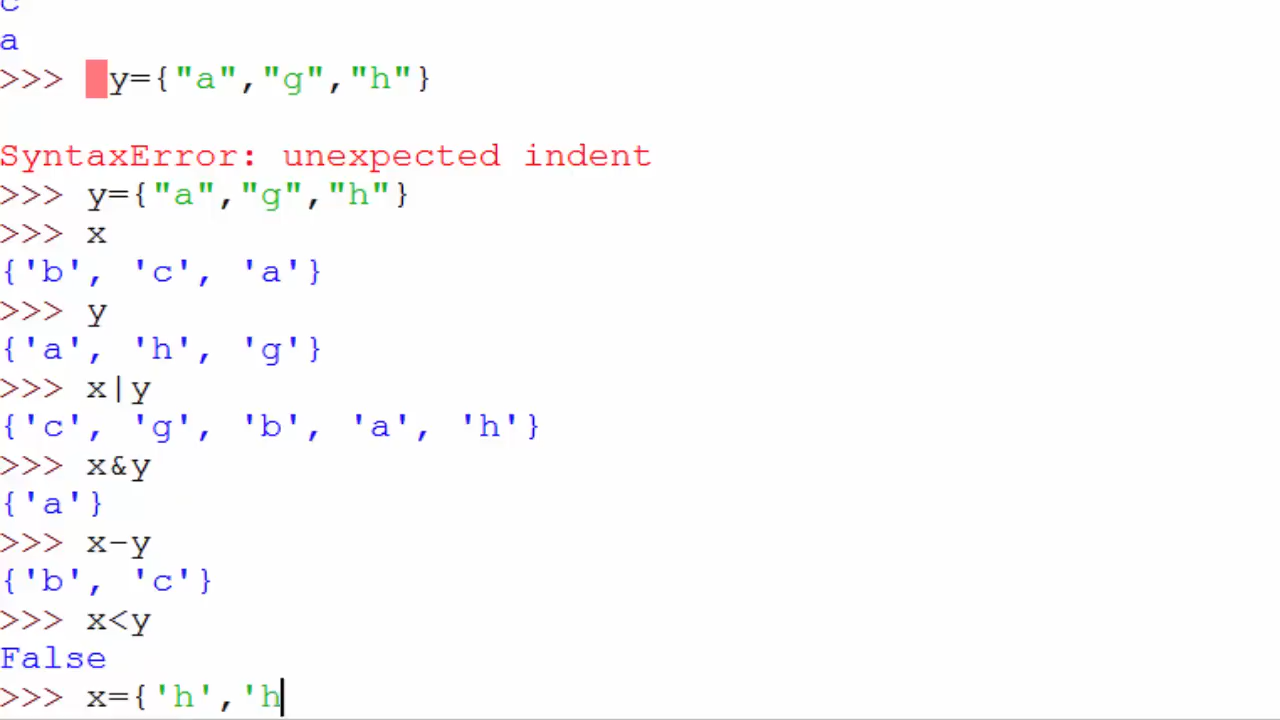 c
a
>>>  y={"a","g","h"}
SyntaxError: unexpected indent
>>> y={"a","g","h"}
>>> x
{'b', 'c', 'a'}
>>> y
{'a', 'h', 'g'}
>>> x|y
{'c', 'g', 'b', 'a', 'h'}
>>> x&y
{'a'}
>>> x-y
{'b', 'c'}
>>> x<y
False
>>> x={'h','h